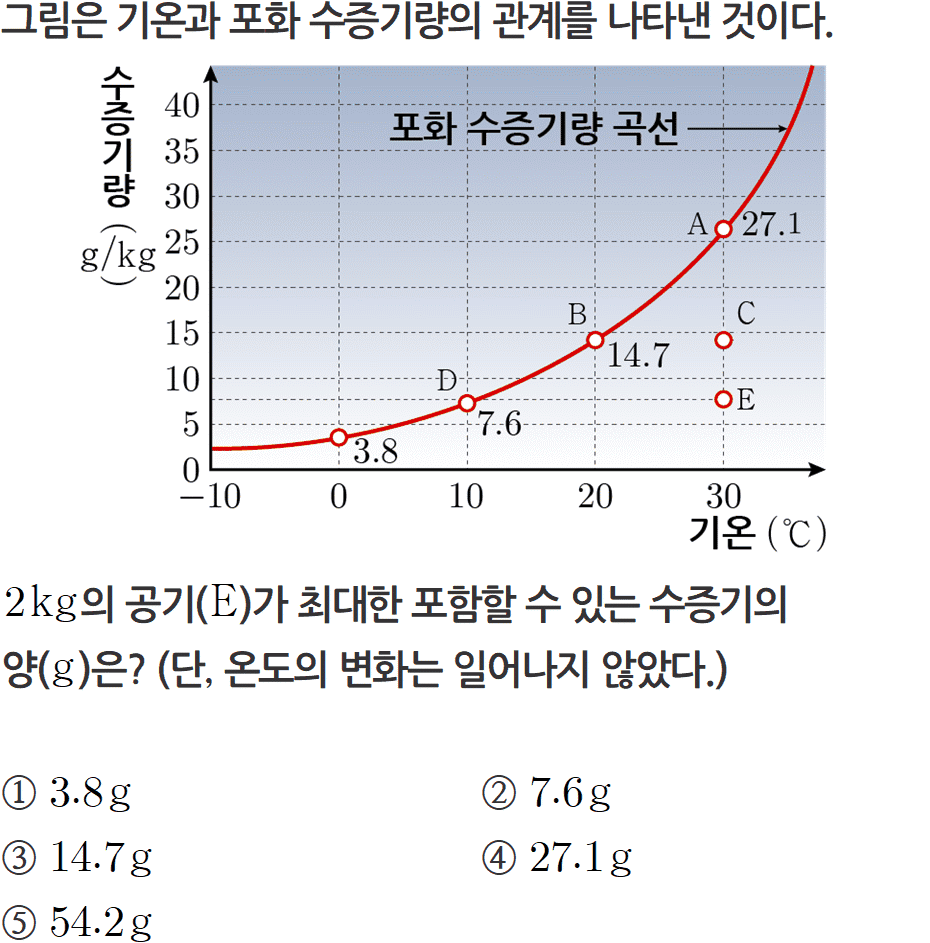 그림은 기온과 포화 수증기량의 관계를 나타낸 것이다.
수증기량
(g/kg)
40
35
30
25
20
15
10
5
0
포화 수증기량 곡선
A 27.1
B
14.7
C
D
7.6
E
3.8
−10 0 10 20 30
기온 (℃)
2kg의 공기(E)가 최대한 포함할 수 있는 수증기의
양(g)은? (단, 온도의 변화는 일어나지 않았다.)
① 3.8g ② 7.6g
③ 14.7g ④ 27.1g
⑤ 54.2g